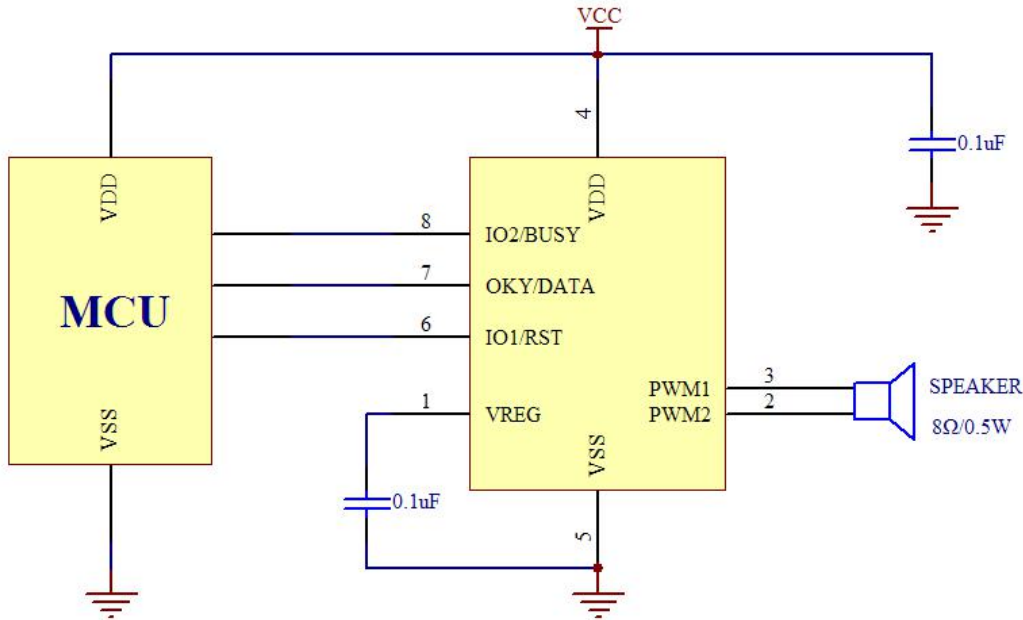 VCC
4
0.1uF
VDD
VDD
8
IO2/BUSY
7
OKY/DATA
MCU
6
IO1/RST
3
PWM1
SPEAKER
1
VREG
2
PWM2
8Ω/0.5W
VSS
VSS
0.1uF
5